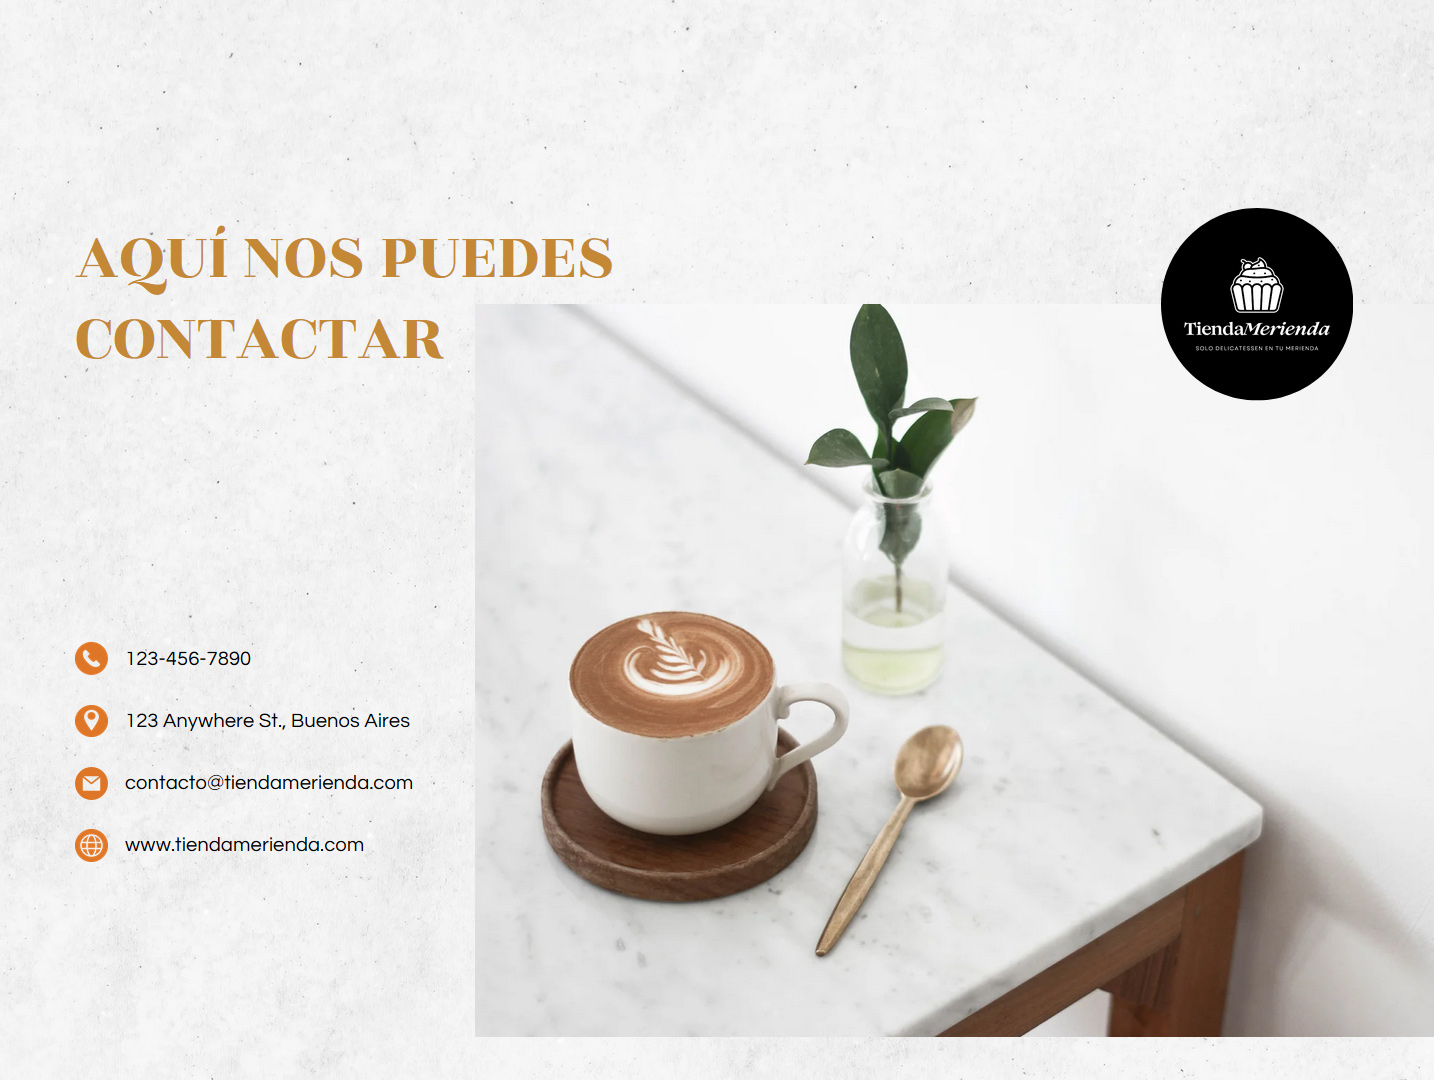 AQUÍ NOS PUEDES
CONTACTAR
TiendaMerienda
SOLO DELICATESSEN EN TU MERIENDA
123-456-7890
123 Anywhere St., Buenos Aires
contacto@tiendamerienda.com
www.tiendamerienda.com